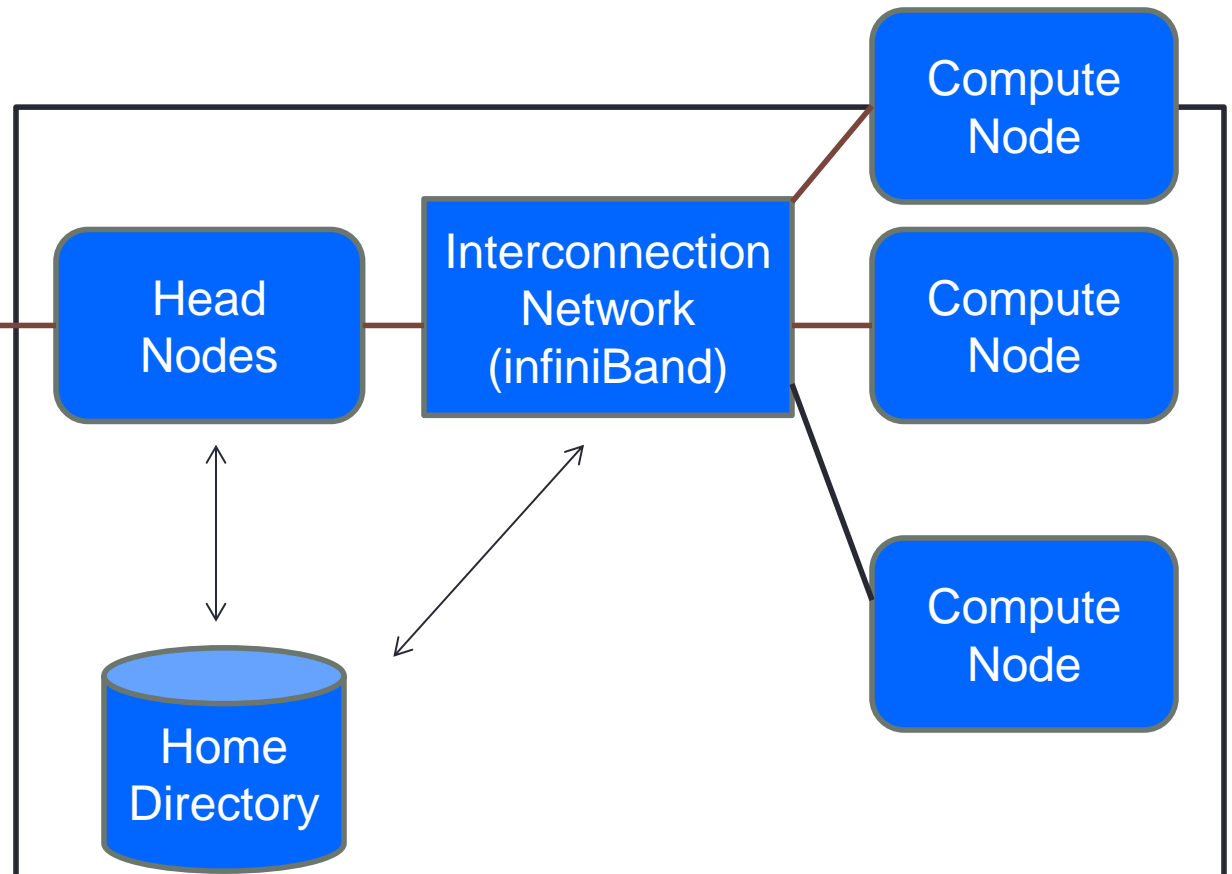 Compute
Node
Head
Nodes
Interconnection
Network
(infiniBand)
Compute
Node
Compute
Node
Home
Directory